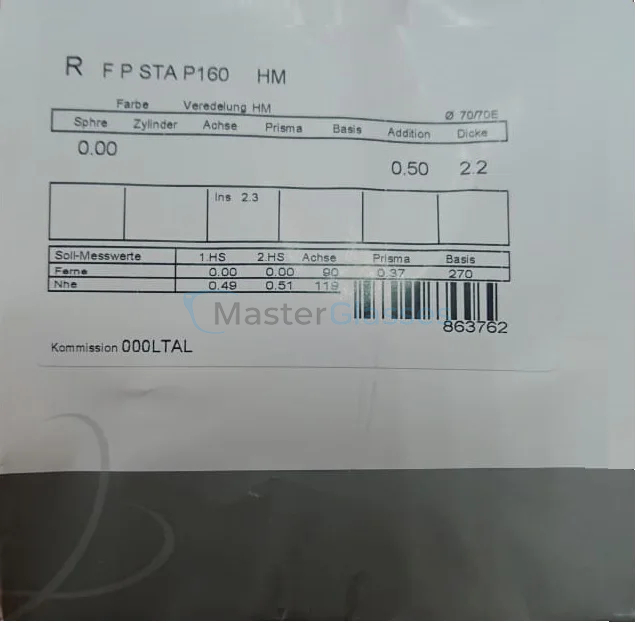 R F P STA P160 HM
Farbe Veredelung HM Ø 70/70E
Sphre Zylinder Achse Prisma Basis Addition Dicke
0.00 0.50 2.2
Ins 2.3
Soll-Messwerte 1.HS 2.HS Achse Prisma Basis
Ferne 0.00 0.00 90 0.37 270
Nhe 0.49 0.51 119
MasterGlasses
863762
Kommission 000LTAL